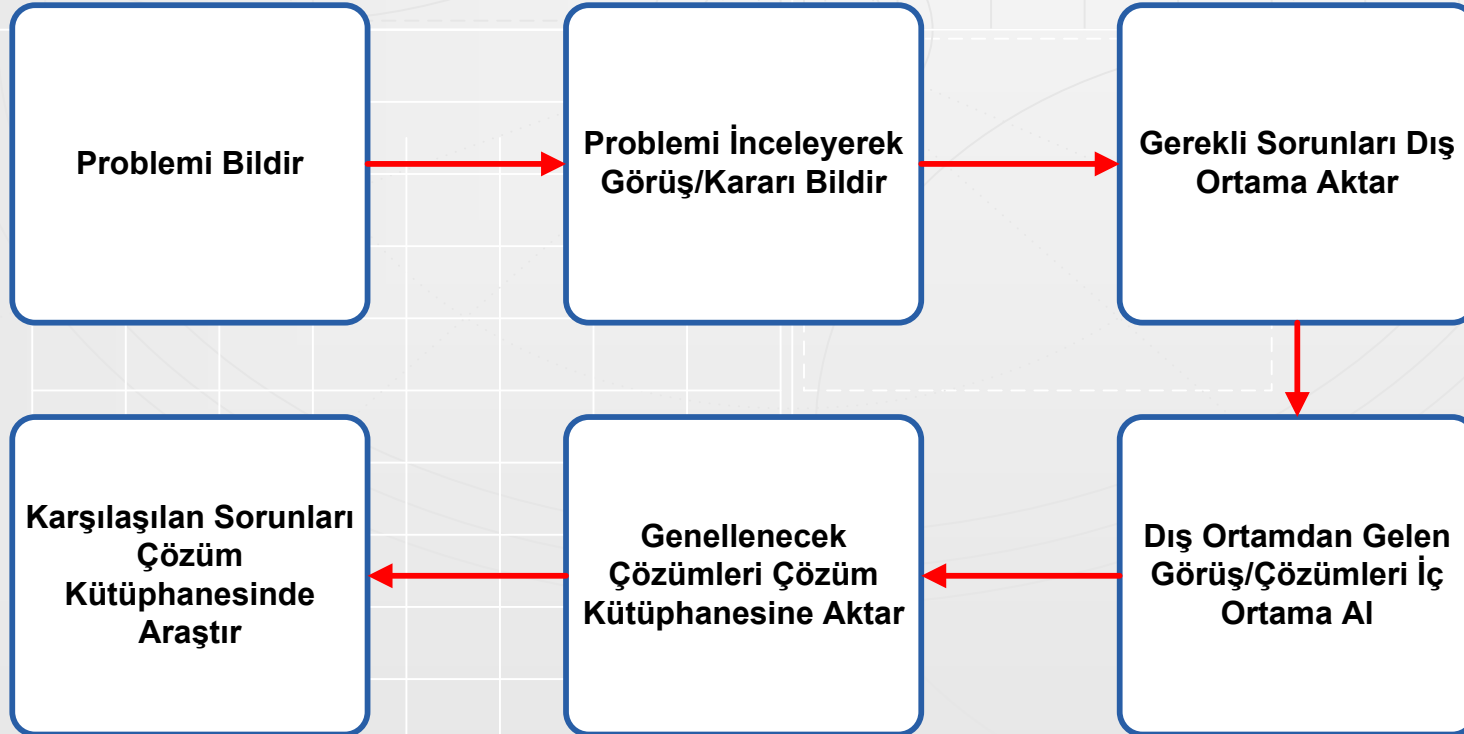 Problemi Bildir
Problemi İnceleyerek
Görüş/Kararı Bildir
Gerekli Sorunları Dış
Ortama Aktar
Dış Ortamdan Gelen
Görüş/Çözümleri İç
Ortama Al
Genellenecek
Çözümleri Çözüm
Kütüphanesine Aktar
Karşılaşılan Sorunları
Çözüm
Kütüphanesinde
Araştır